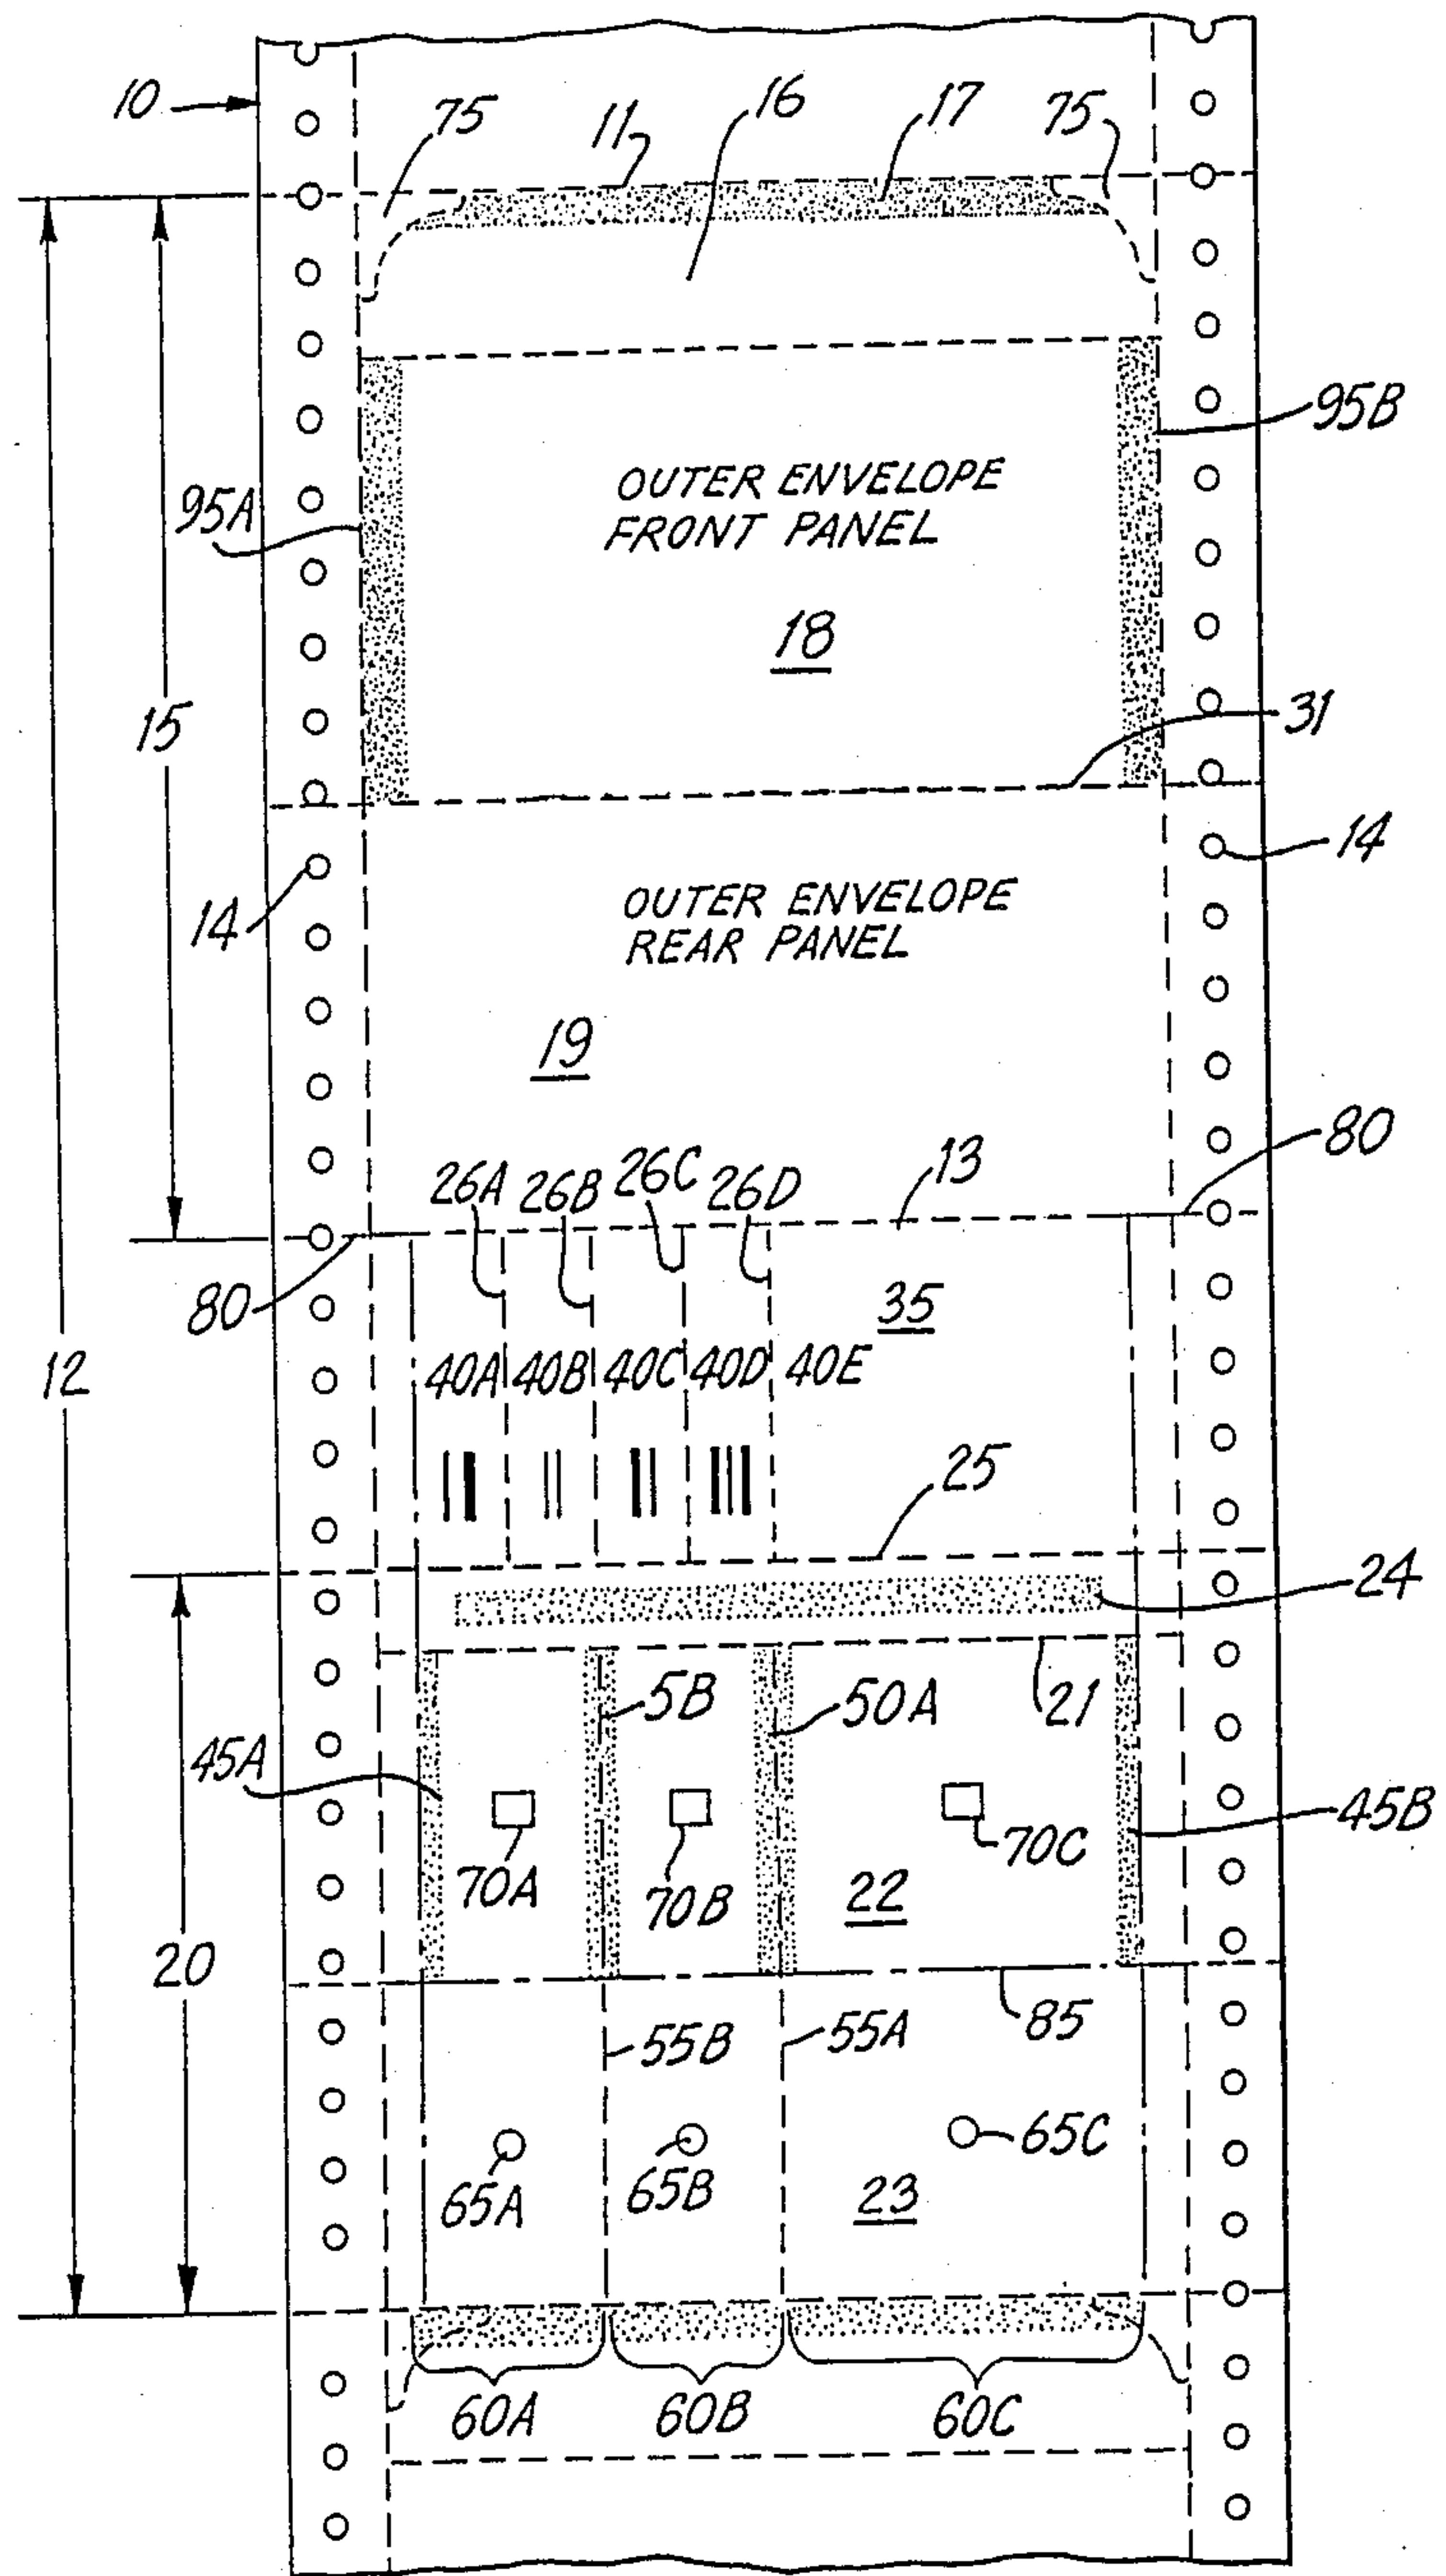 10
75
11
16
17
75
95B
95A
OUTER ENVELOPE
FRONT PANEL
18
15
31
14
14
OUTER ENVELOPE
REAR PANEL
19
80
26A
26B
26C
26D
13
80
35
12
40A
40B
40C
40D
40E
25
24
5B
50A
21
45A
45B
70A
70B
70C
22
20
85
55B
55A
65A
65B
65C
23
60A
60B
60C